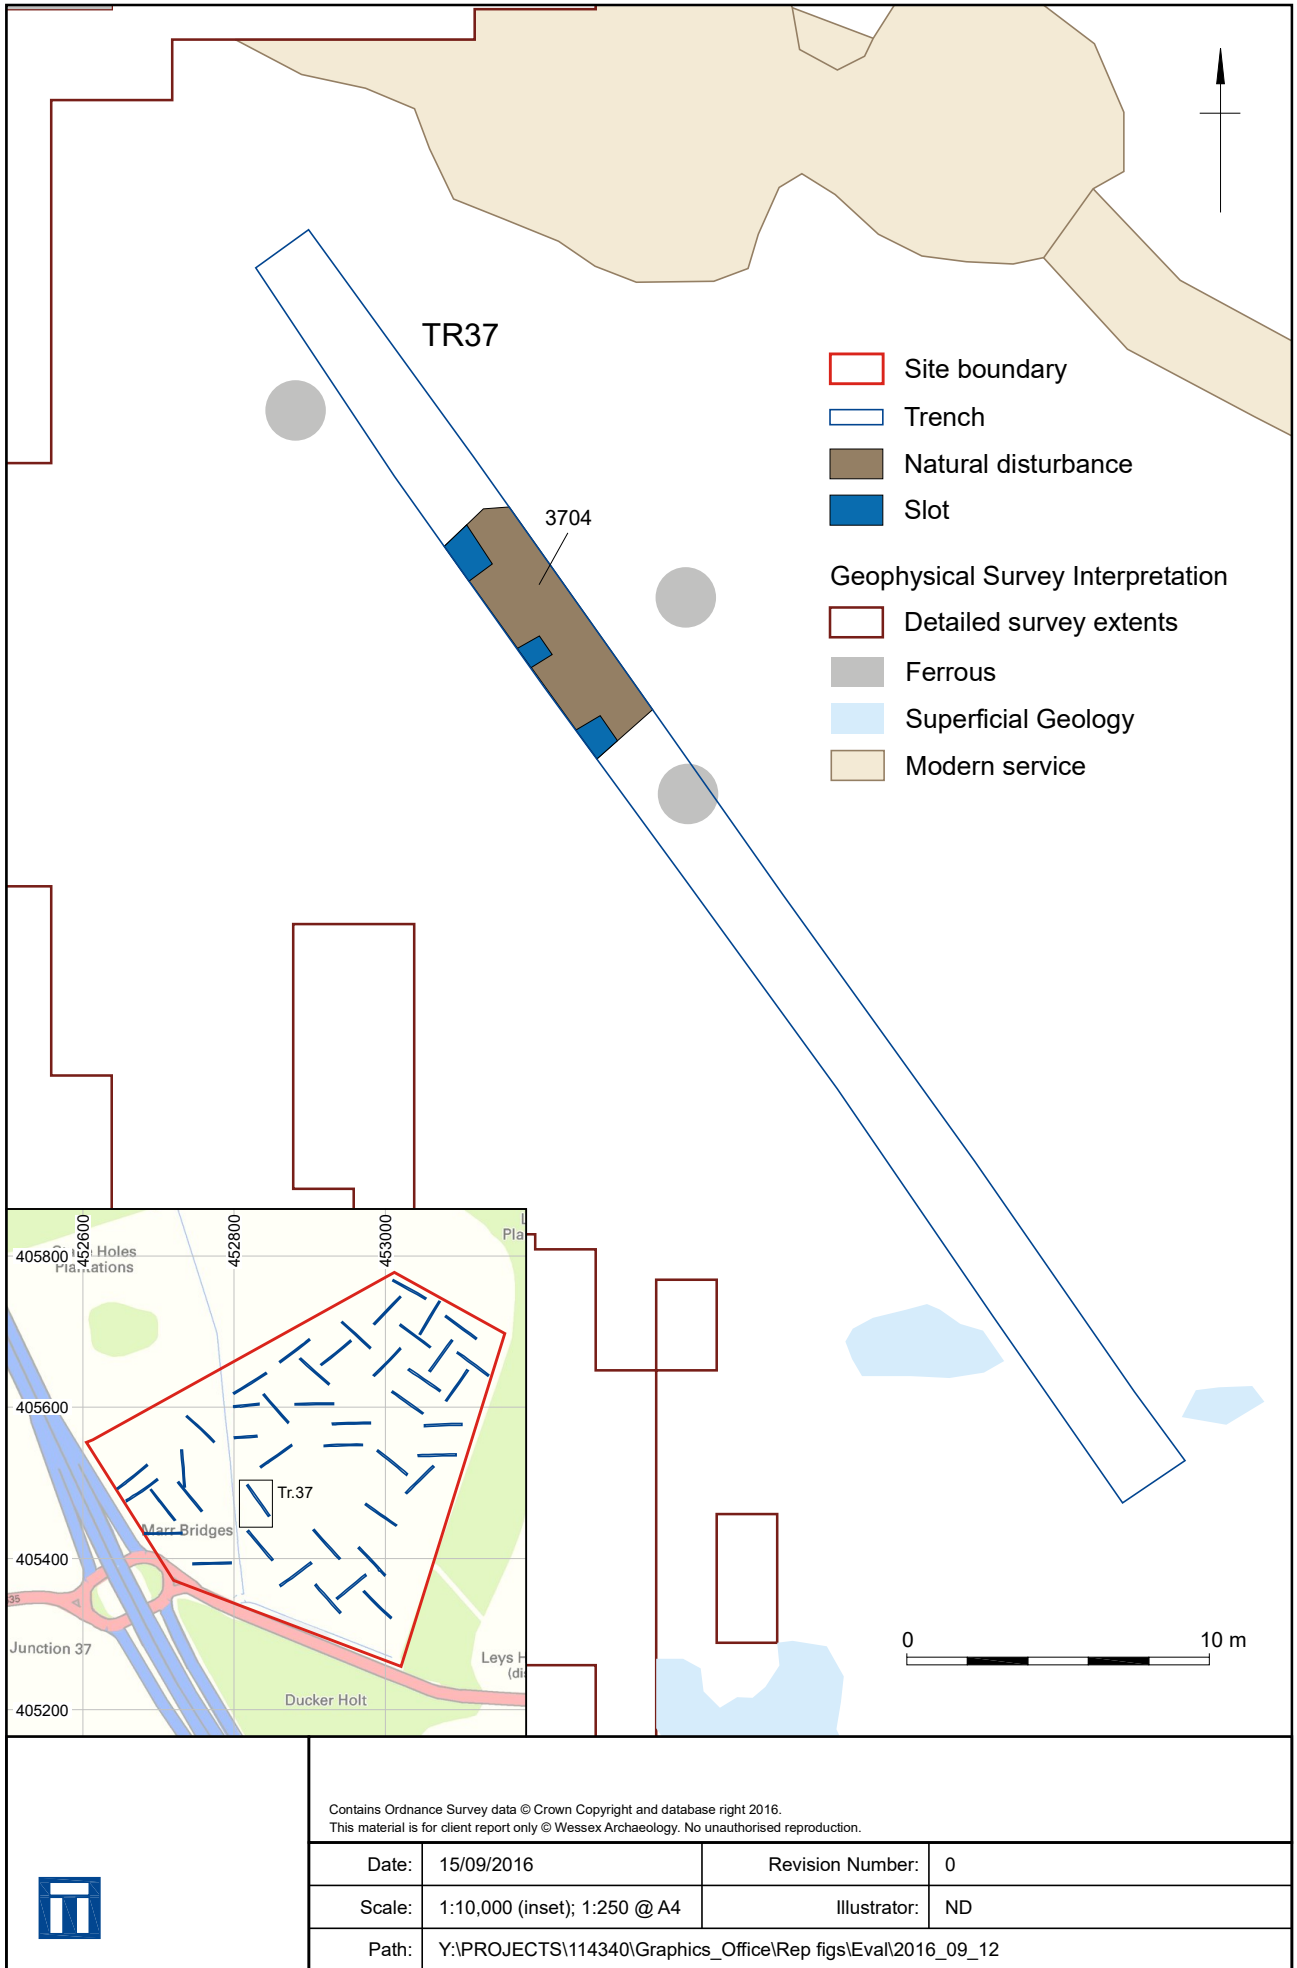 TR37
3704
Site boundary
Trench
Natural disturbance
Slot
Geophysical Survey Interpretation
Detailed survey extents
Ferrous
Superficial Geology
Modern service
452600
452800
453000
405800
405600
405400
405200
Holes
Plantations
Pla
Tr.37
Marr Bridges
35
Junction 37
Ducker Holt
Leys H
(dis
0
10 m
Contains Ordnance Survey data © Crown Copyright and database right 2016.
This material is for client report only © Wessex Archaeology. No unauthorised reproduction.
Date: 15/09/2016 Revision Number: 0
Scale: 1:10,000 (inset); 1:250 @ A4 Illustrator: ND
Path: Y:\PROJECTS\114340\Graphics_Office\Rep figs\Eval\2016_09_12